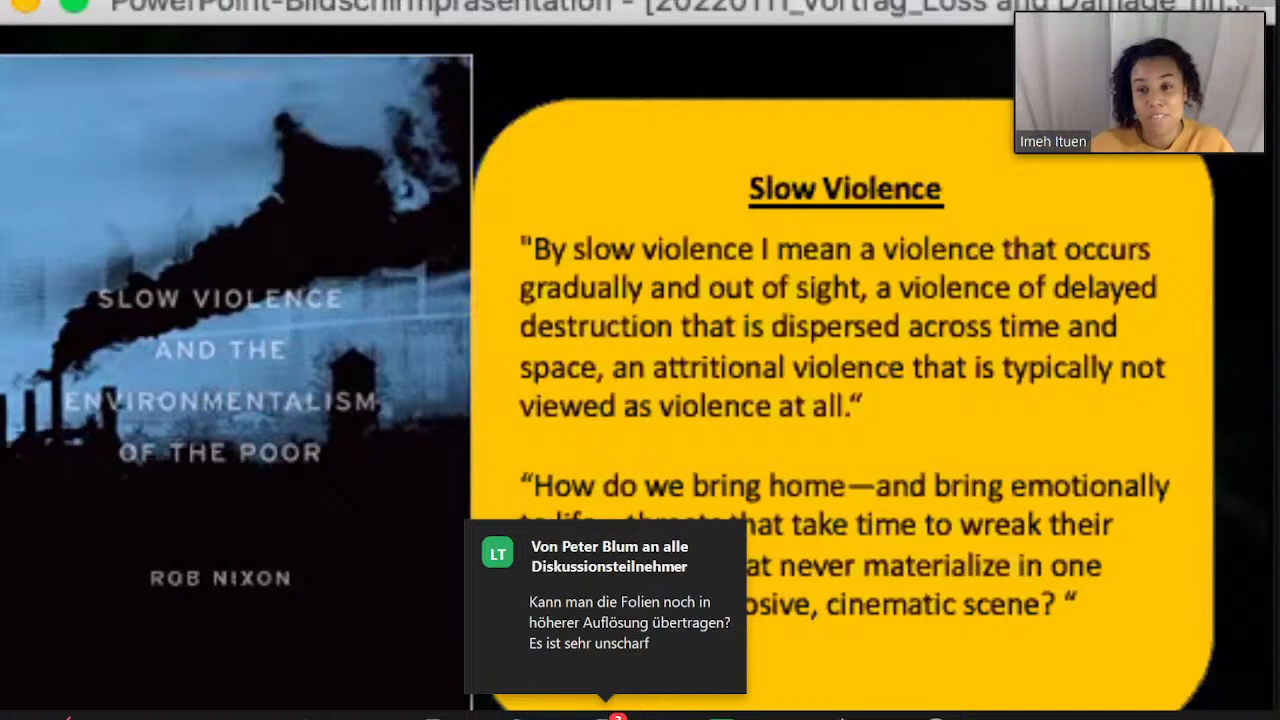 PowerPoint-Bildschirmpräsentation - [20220111_Vortrag_Loss and Damage_fin...
Imeh Ituen
SLOW VIOLENCE
AND THE
ENVIRONMENTALISM
OF THE POOR
ROB NIXON
Slow Violence
"By slow violence I mean a violence that occurs
gradually and out of sight, a violence of delayed
destruction that is dispersed across time and
space, an attritional violence that is typically not
viewed as violence at all.“
“How do we bring home—and bring emotionally
that take time to wreak their
never materialize in one
cinematic scene? “
LT
Von Peter Blum an alle
Diskussionsteilnehmer
Kann man die Folien noch in
höherer Auflösung übertragen?
Es ist sehr unscharf